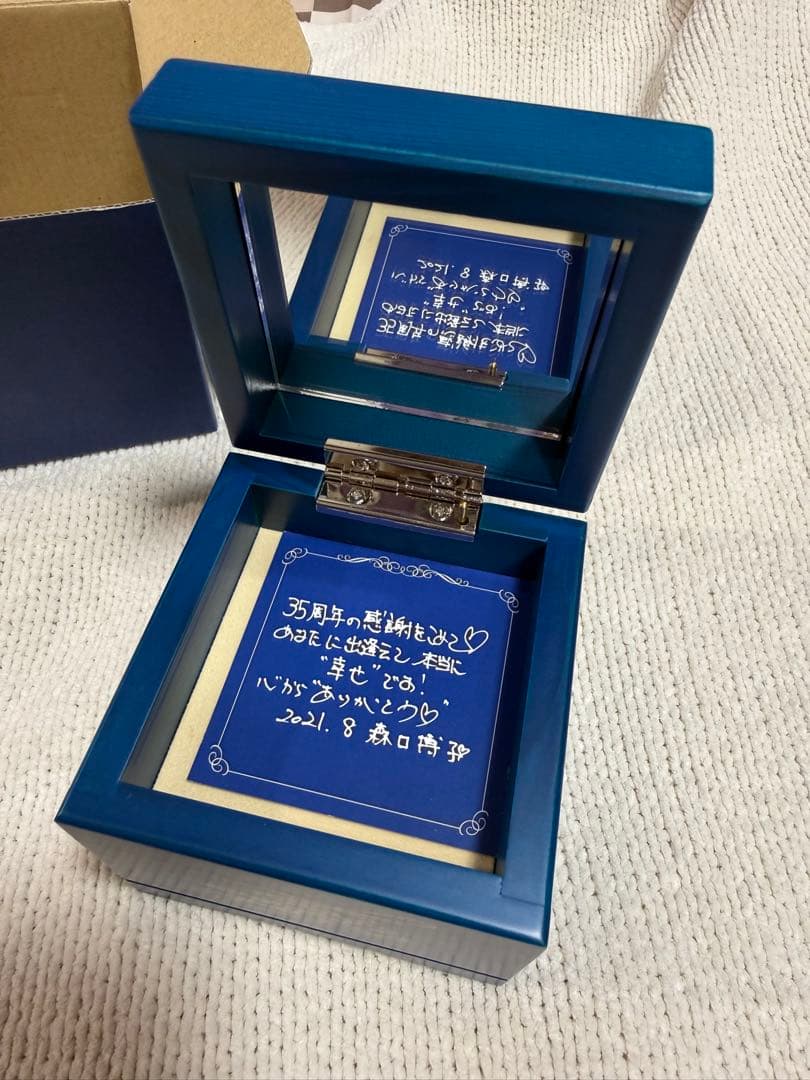 35周年の感謝をこめて♡
あなたに出逢えて、本当に
"幸せ"です!
心から"ありがとう♡"
2021.8 森口博子